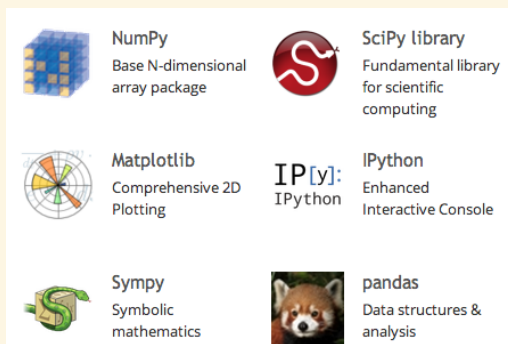 NumPy
Base N-dimensional
array package
SciPy library
Fundamental library
for scientific
computing
Matplotlib
Comprehensive 2D
Plotting
IP[y]:
IPython
IPython
Enhanced
Interactive Console
Sympy
Symbolic
mathematics
pandas
Data structures &
analysis